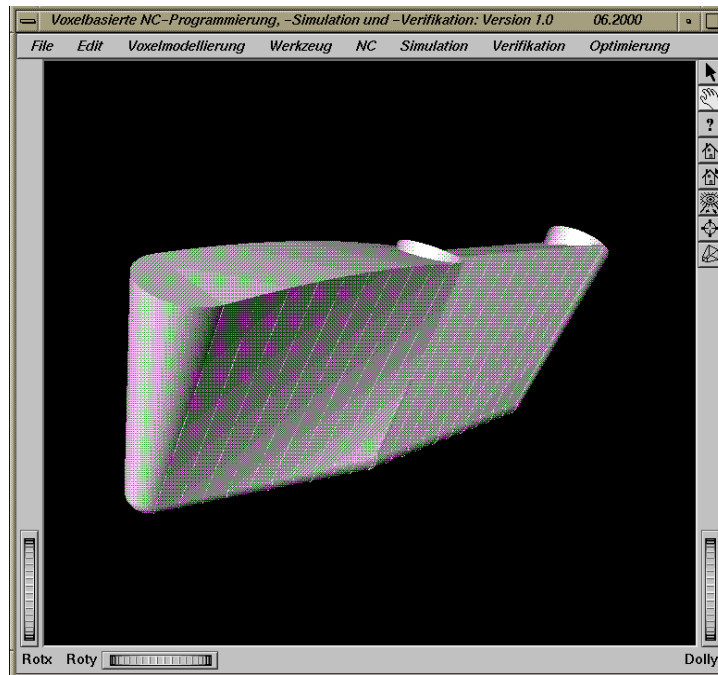 Voxelbasierte NC-Programmierung, -Simulation und -Verifikation: Version 1.0 06.2000
File Edit Voxelmodellierung Werkzeug NC Simulation Verifikation Optimierung
?
Rotx Roty Dolly